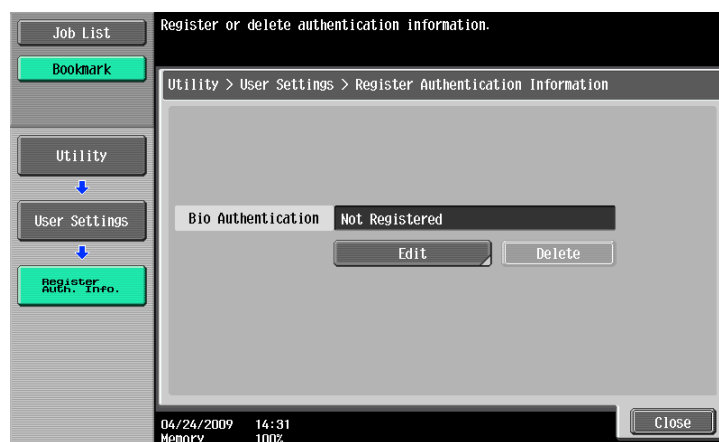 Job List
Register or delete authentication information.
Bookmark
Utility > User Settings > Register Authentication Information
Utility
User Settings
Register
Auth. Info.
Bio Authentication Not Registered
Edit Delete
04/24/2009 14:31
Memory 100%
Close